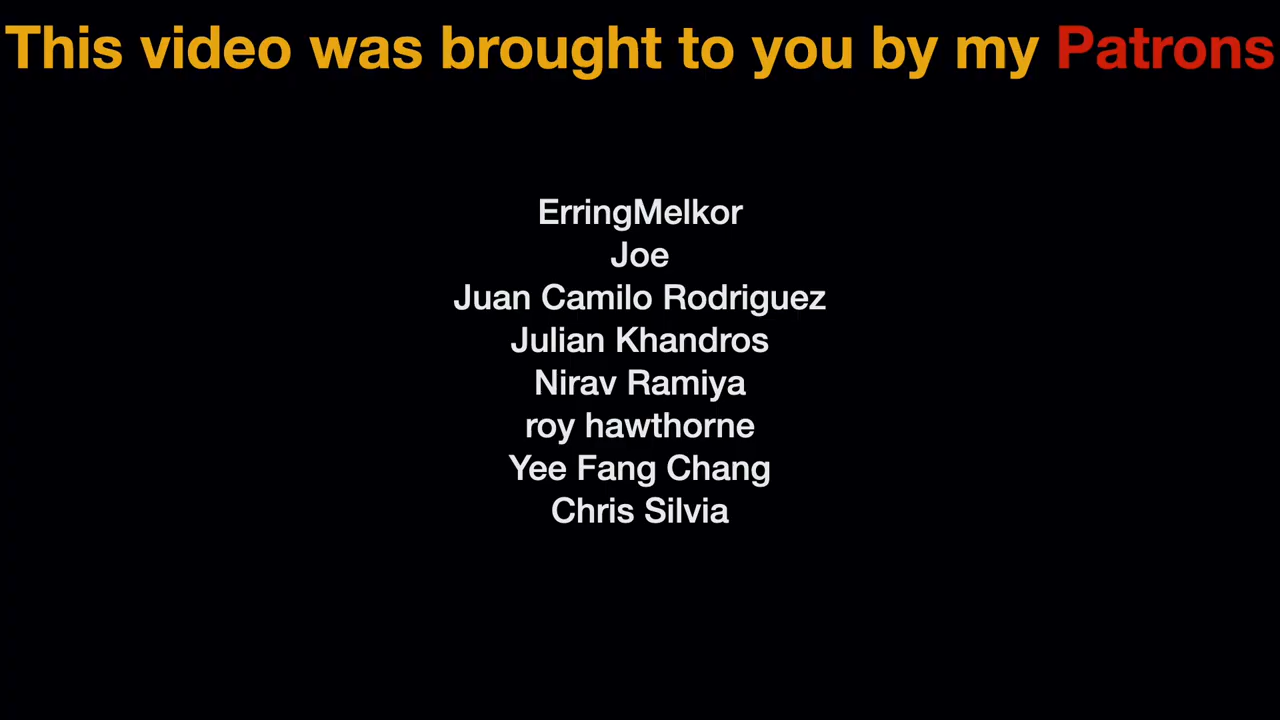 This video was brought to you by my Patrons
ErringMelkor
Joe
Juan Camilo Rodriguez
Julian Khandros
Nirav Ramiya
roy hawthorne
Yee Fang Chang
Chris Silvia